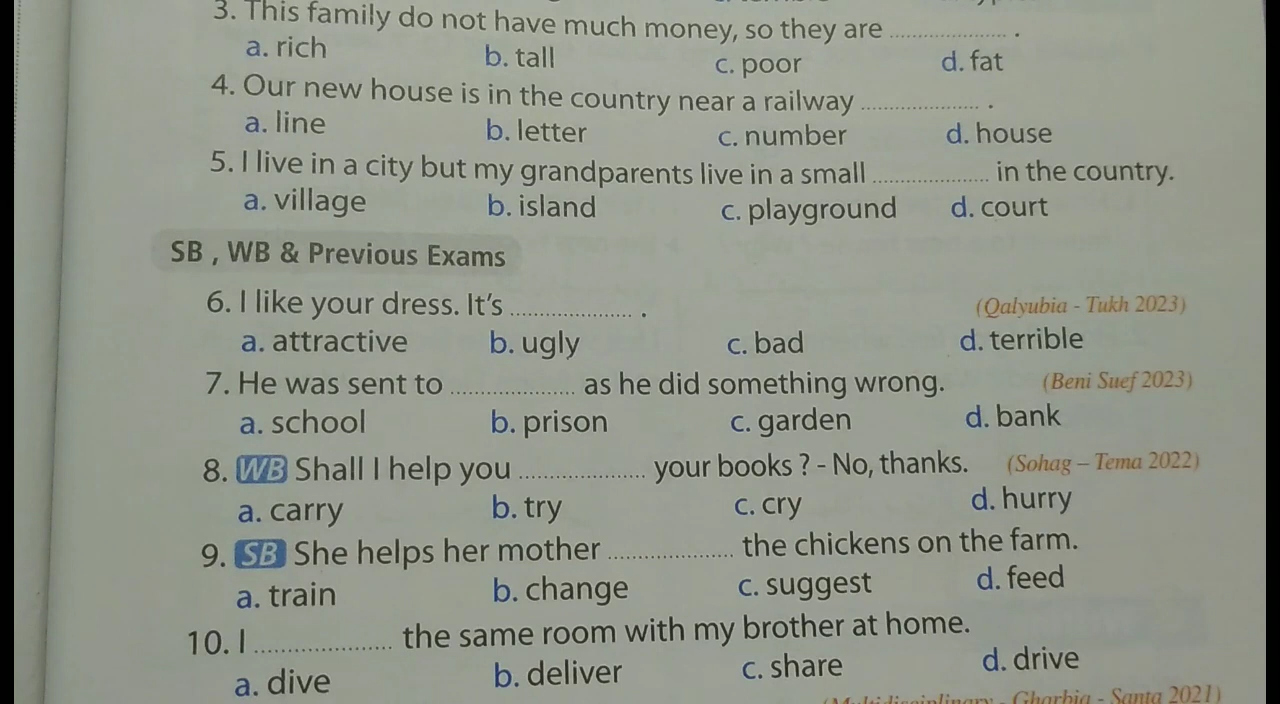 3. This family do not have much money, so they are .................... .
a. rich b. tall c. poor d. fat
4. Our new house is in the country near a railway .................... .
a. line b. letter c. number d. house
5. I live in a city but my grandparents live in a small .................... in the country.
a. village b. island c. playground d. court
SB , WB & Previous Exams
6. I like your dress. It's .................... . (Qalyubia - Tukh 2023)
a. attractive b. ugly c. bad d. terrible
7. He was sent to .................... as he did something wrong. (Beni Suef 2023)
a. school b. prison c. garden d. bank
8. WB Shall I help you .................... your books ? - No, thanks. (Sohag – Tema 2022)
a. carry b. try c. cry d. hurry
9. SB She helps her mother .................... the chickens on the farm.
a. train b. change c. suggest d. feed
10. I .................... the same room with my brother at home.
a. dive b. deliver c. share d. drive
(Multidisciplinary - Gharbia - Santa 2021)